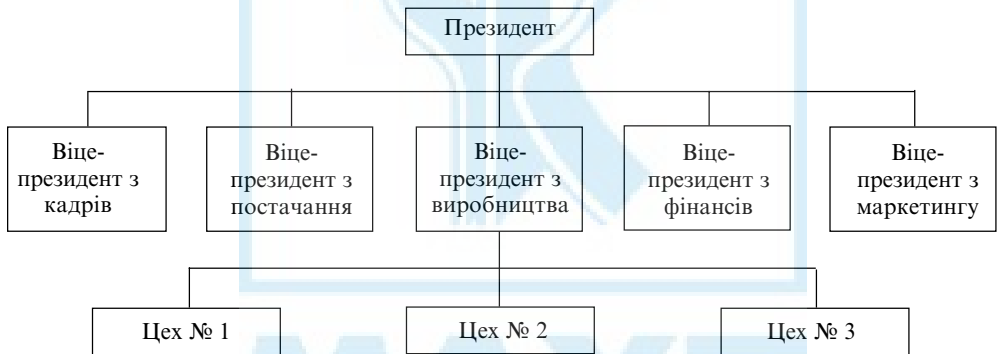 Президент
Віце-
президент з
кадрів
Віце-
президент з
постачання
Віце-
президент з
виробництва
Віце-
президент з
фінансів
Віце-
президент з
маркетингу
Цех № 1
Цех № 2
Цех № 3